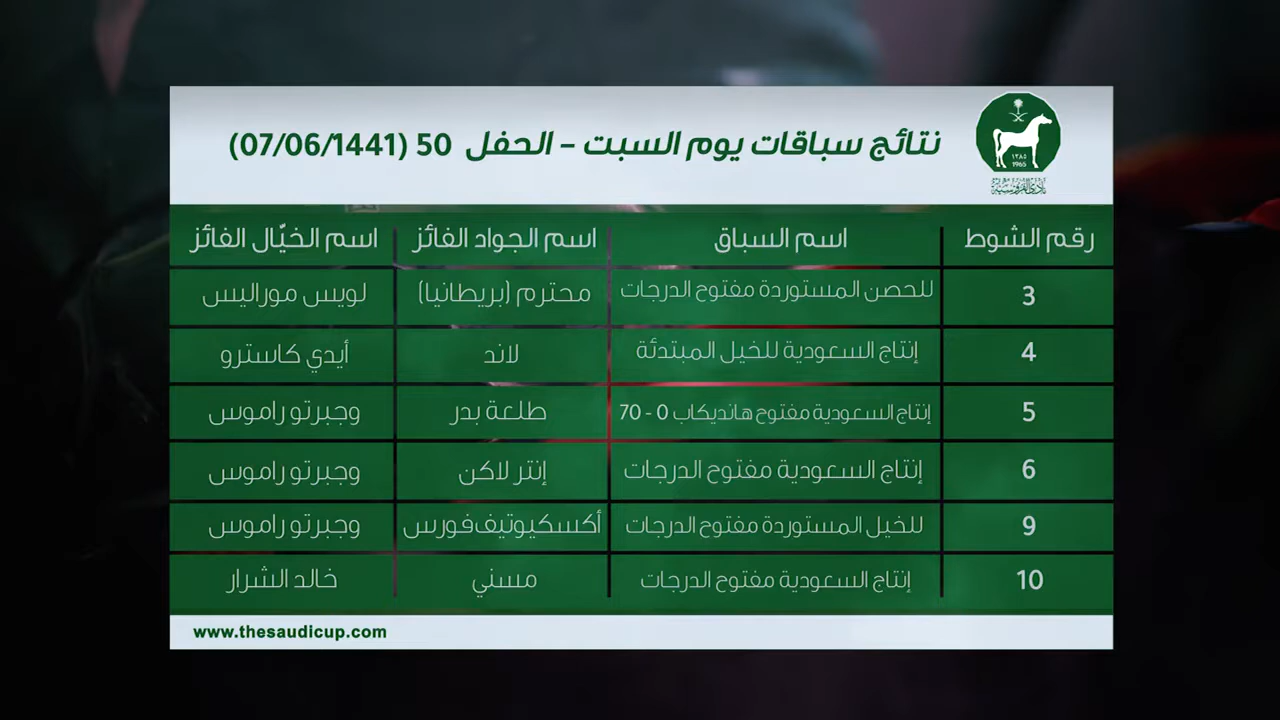 نتائج سباقات يوم السبت – الحفل 50 (07/06/1441)
١٣٨٥
1965
نادي الفروسية
رقم الشوط اسم السباق اسم الجواد الفائز اسم الخيّال الفائز
3 للحصن المستوردة مفتوح الدرجات محترم (بريطانيا) لويس موراليس
4 إنتاج السعودية للخيل المبتدئة لاند أيدي كاسترو
5 إنتاج السعودية مفتوح هانديكاب 0 - 70 طلعة بدر وجبرتو راموس
6 إنتاج السعودية مفتوح الدرجات إنتر لاكن وجبرتو راموس
9 للخيل المستوردة مفتوح الدرجات أكسكيوتيف فورس وجبرتو راموس
10 إنتاج السعودية مفتوح الدرجات مسني خالد الشرار
www.thesaudicup.com